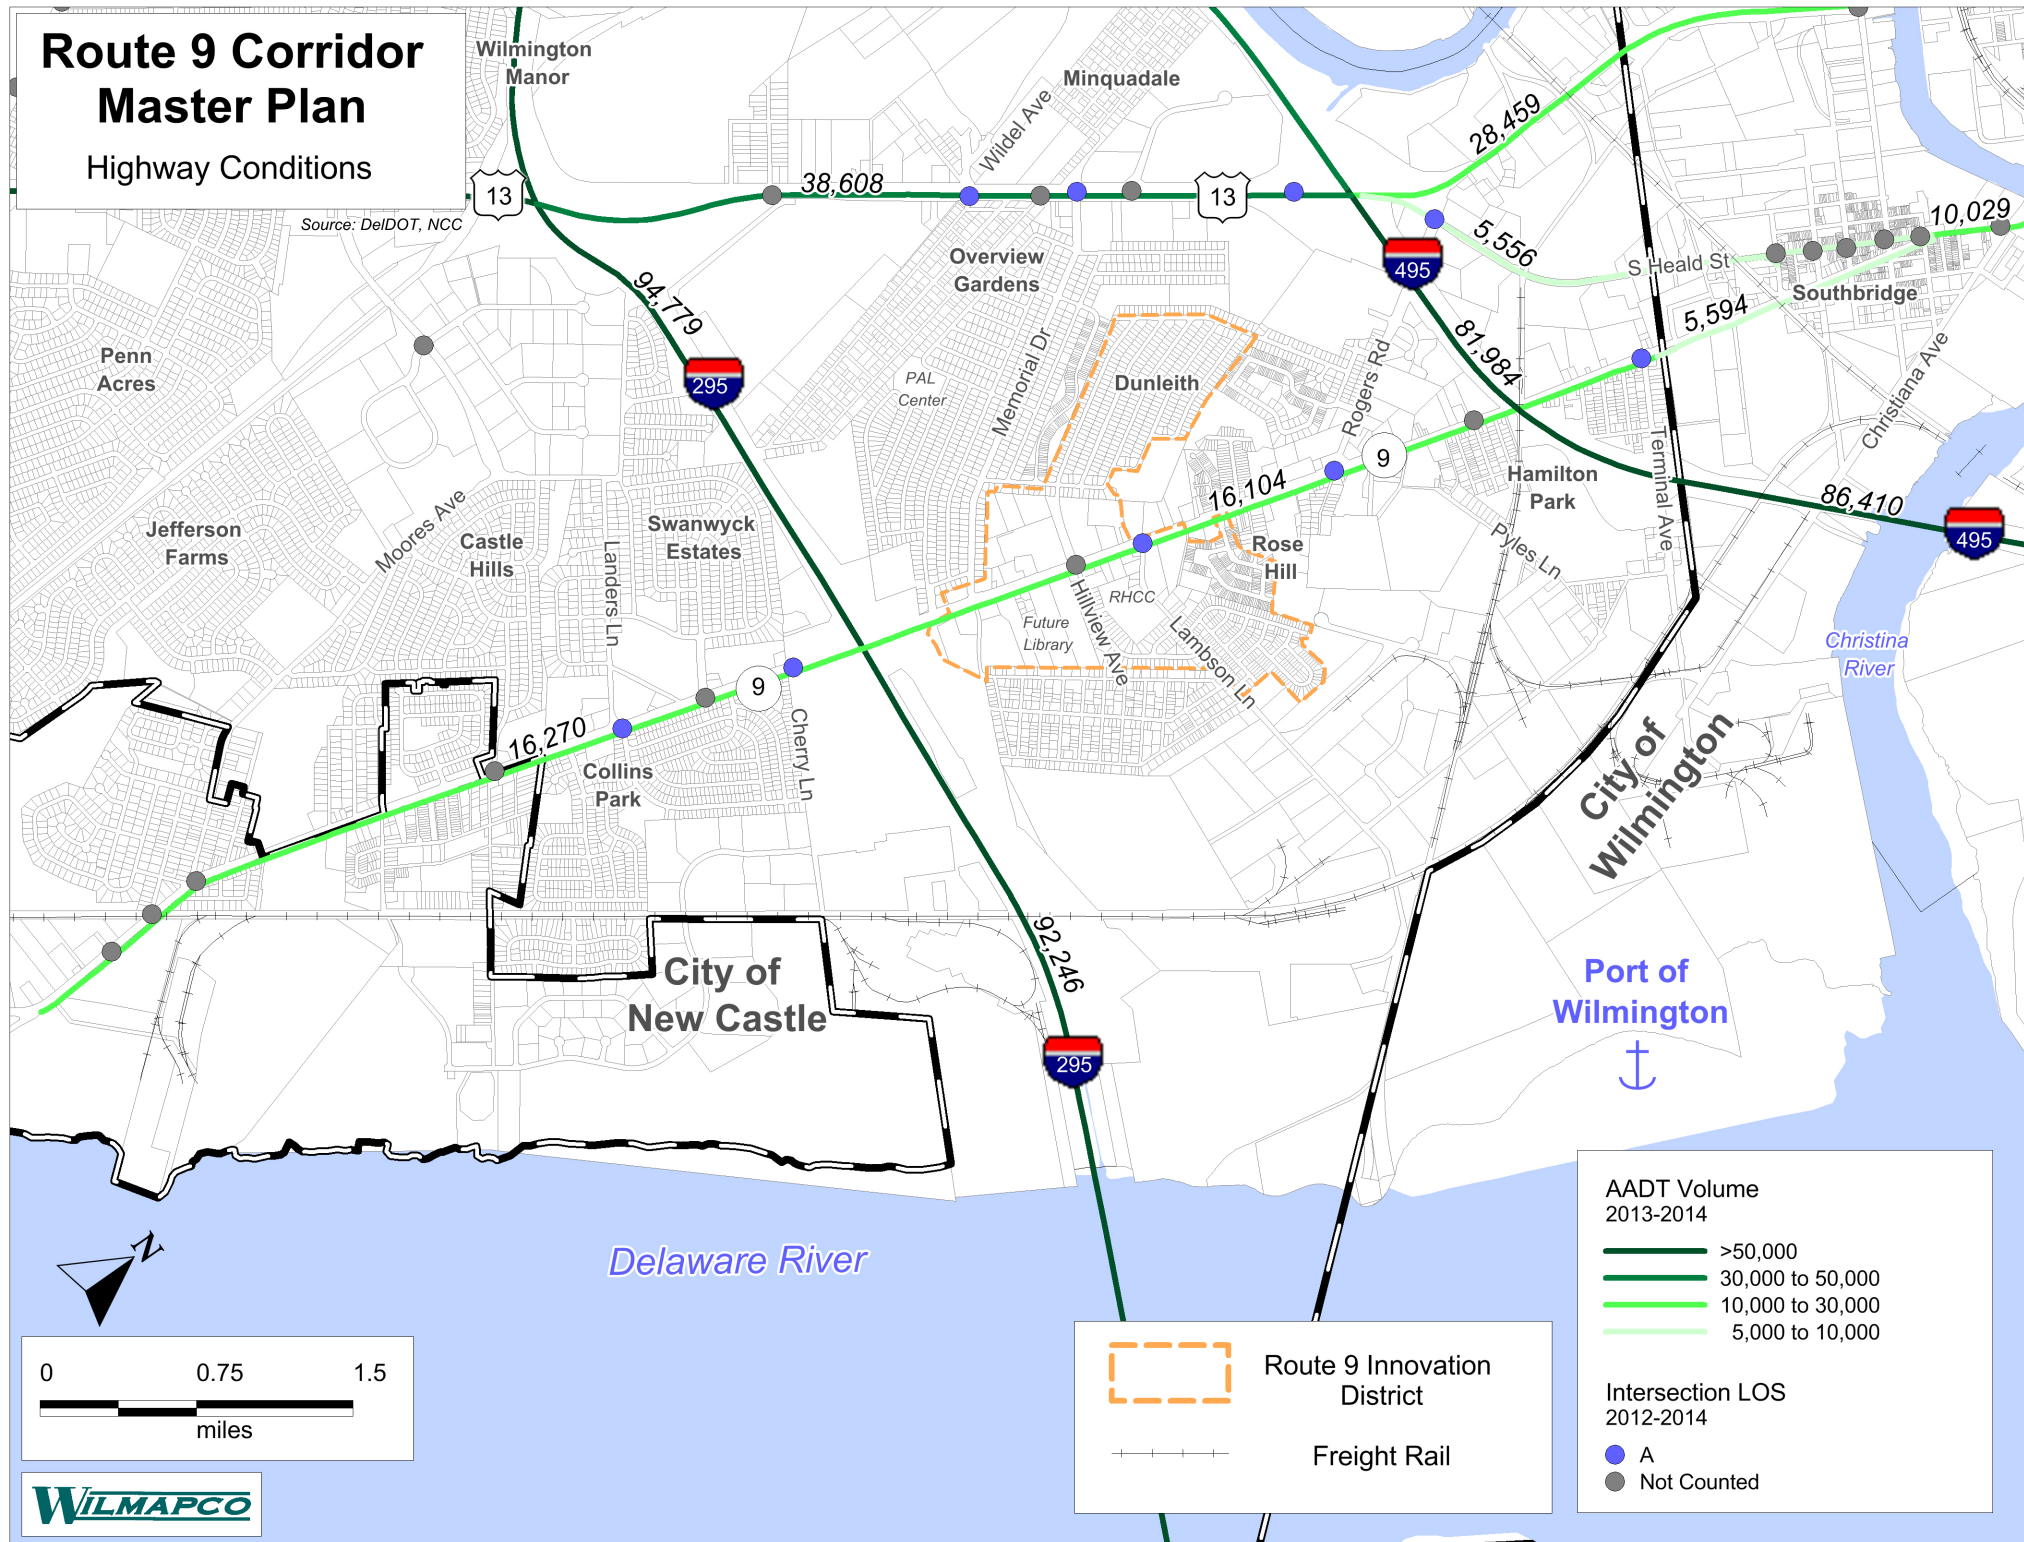 Route 9 Corridor
Master Plan
Highway Conditions
Source: DelDOT, NCC
Wilmington
Manor
Minquadale
Wildel Ave
28,459
13
38,608
13
5,556
10,029
S Heald St
Southbridge
5,594
Christiana Ave
495
81,984
Overview
Gardens
94,779
295
Penn
Acres
PAL
Center
Memorial Dr
Dunleith
Rogers Rd
9
16,104
Hamilton
Park
Terminal Ave
86,410
495
Jefferson
Farms
Moores Ave
Castle
Hills
Landers Ln
Swanwyck
Estates
Rose
Hill
Pyles Ln
RHCC
Future
Library
Hillview Ave
Lambson Ln
Christina
River
9
16,270
Collins
Park
Cherry Ln
City of
Wilmington
City of
New Castle
92,246
295
Port of
Wilmington
Delaware River
N
0 0.75 1.5
miles
WILMAPCO
Route 9 Innovation
District
Freight Rail
AADT Volume
2013-2014
>50,000
30,000 to 50,000
10,000 to 30,000
5,000 to 10,000
Intersection LOS
2012-2014
A
Not Counted